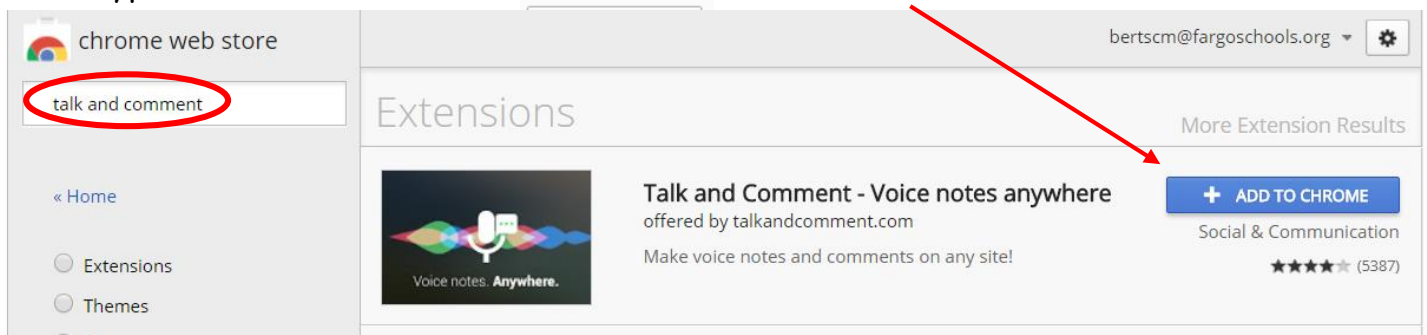 chrome web store
bertscm@fargoschools.org
talk and comment
Extensions
More Extension Results
« Home
Extensions
Themes
Voice notes. Anywhere.
Talk and Comment - Voice notes anywhere
offered by talkandcomment.com
Make voice notes and comments on any site!
+ ADD TO CHROME
Social & Communication
(5387)